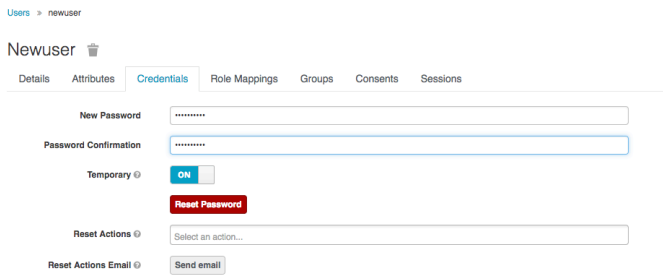 Users » newuser
Newuser
Details Attributes Credentials Role Mappings Groups Consents Sessions
New Password ••••••••••
Password Confirmation ••••••••••
Temporary ON
Reset Password
Reset Actions Select an action...
Reset Actions Email Send email